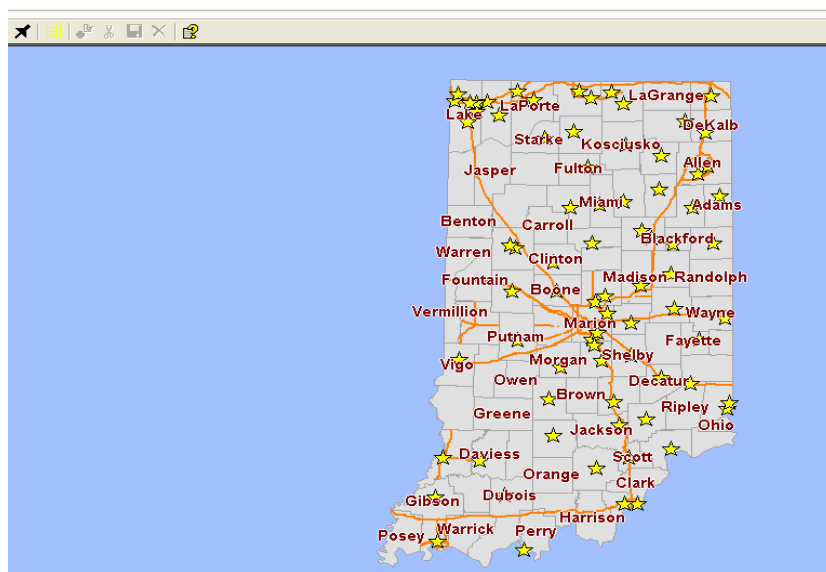 LaGrange
LaPorte
Lake
DeKalb
Starke
Kosciusko
Jasper
Fulton
Allen
Miami
Adams
Benton
Carroll
Blackford
Warren
Clinton
Fountain
Boone
Madison
Randolph
Vermillion
Marion
Wayne
Putnam
Fayette
Morgan
Shelby
Vigo
Owen
Decatur
Brown
Greene
Ripley
Jackson
Ohio
Daviess
Scott
Orange
Clark
Gibson
Dubois
Harrison
Warrick
Perry
Posey